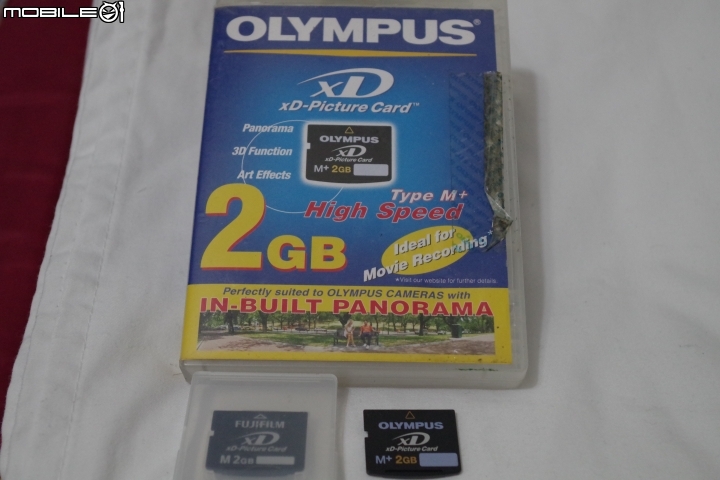 MOBILE01
OLYMPUS®
xD
xD-Picture Card™
Panorama
3D Function
Art Effects
OLYMPUS
xD
xD-Picture Card
M+ 2GB
Type M+
High Speed
2GB
Ideal for
Movie Recording*
*Visit our website for further details.
Perfectly suited to OLYMPUS CAMERAS with
IN-BUILT PANORAMA
FUJIFILM
xD
xD-Picture Card
M 2GB
OLYMPUS
xD
xD-Picture Card
M+ 2GB